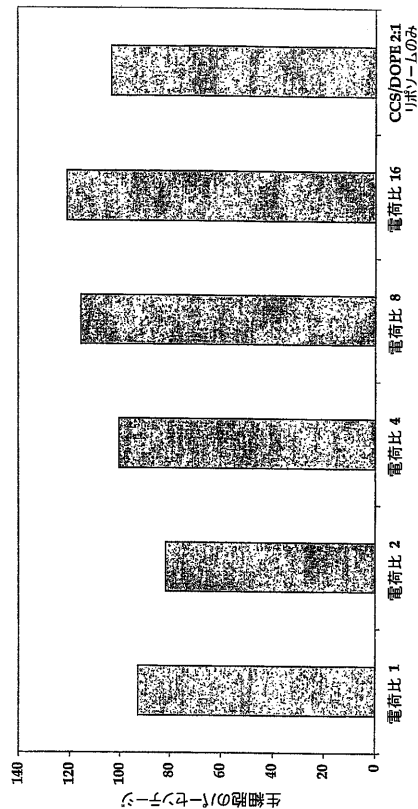 生細胞のパーセンテージ
140
120
100
80
60
40
20
0
電荷比 1
電荷比 2
電荷比 4
電荷比 8
電荷比 16
CCS/DOPE 2:1
リポソームのみ